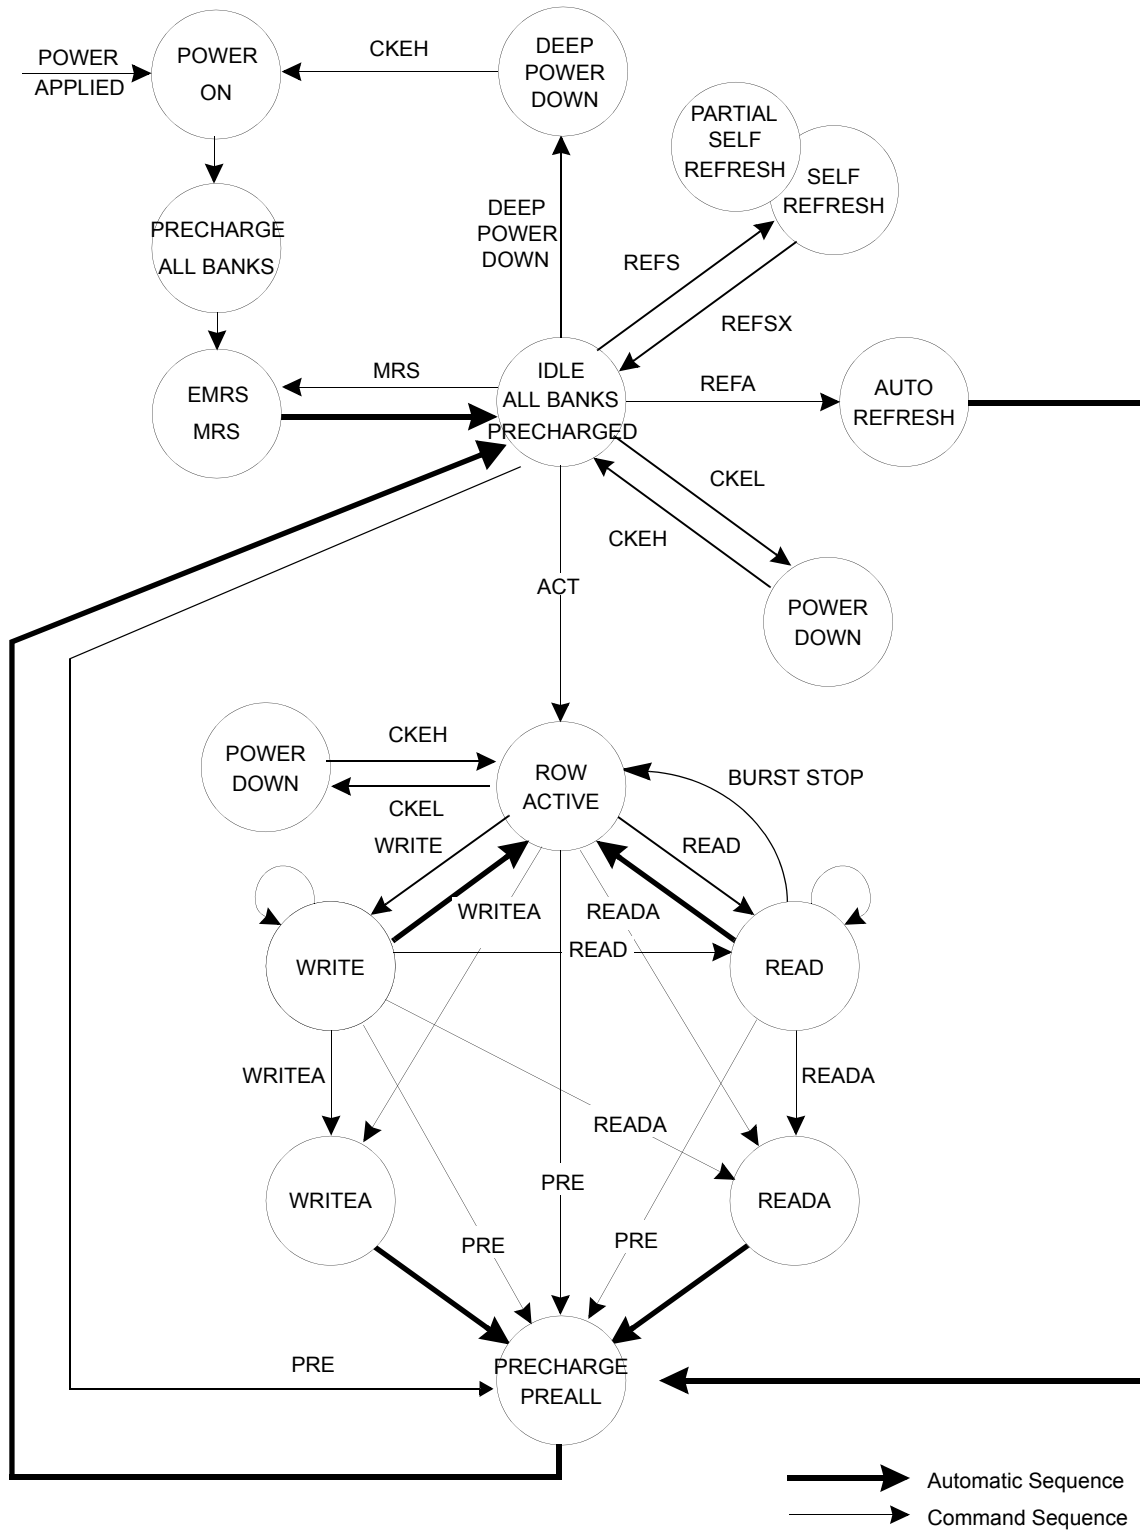 POWER
APPLIED
POWER
ON
CKEH
DEEP
POWER
DOWN
PARTIAL
SELF
REFRESH
SELF
REFRESH
PRECHARGE
ALL BANKS
DEEP
POWER
DOWN
REFS
REFSX
EMRS
MRS
MRS
IDLE
ALL BANKS
PRECHARGED
REFA
AUTO
REFRESH
CKEL
CKEH
ACT
POWER
DOWN
POWER
DOWN
CKEH
CKEL
ROW
ACTIVE
BURST STOP
WRITE
READ
WRITEA
READA
WRITE
READ
READ
WRITEA
READA
READA
WRITEA
PRE
READA
PRE
PRE
PRE
PRECHARGE
PREALL
Automatic Sequence
Command Sequence